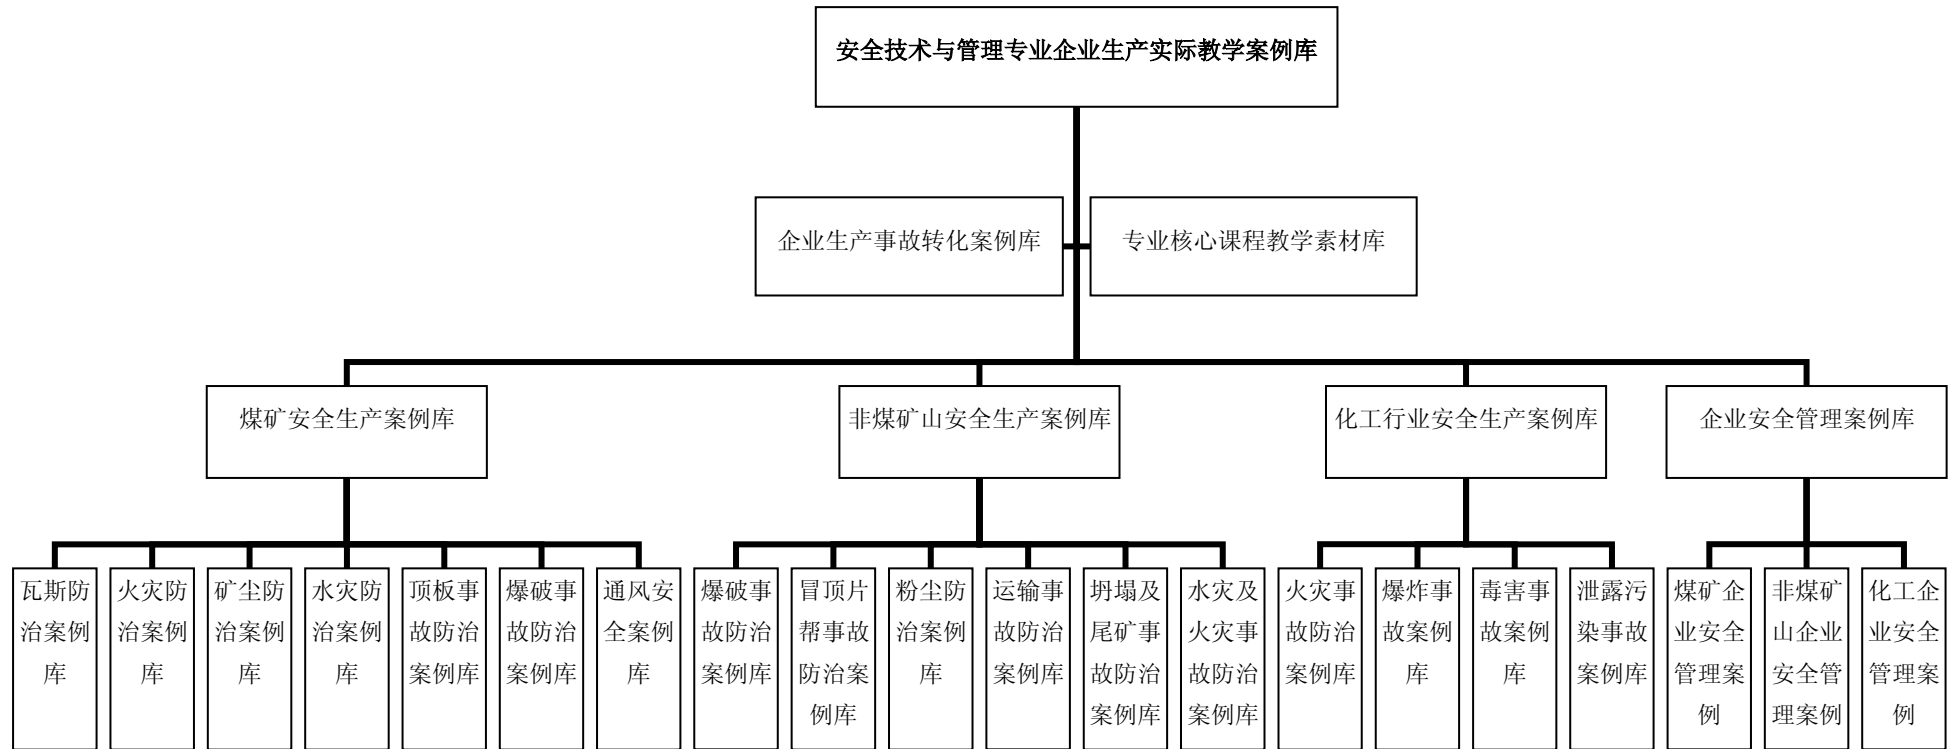 安全技术与管理专业企业生产实际教学案例库
企业生产事故转化案例库
专业核心课程教学素材库
煤矿安全生产案例库
非煤矿山安全生产案例库
化工行业安全生产案例库
企业安全管理案例库
瓦斯防
治案例
库
火灾防
治案例
库
矿尘防
治案例
库
水灾防
治案例
库
顶板事
故防治
案例库
爆破事
故防治
案例库
通风安
全案例
库
爆破事
故防治
案例库
冒顶片
帮事故
防治案
例库
粉尘防
治案例
库
运输事
故防治
案例库
坍塌及
尾矿事
故防治
案例库
水灾及
火灾事
故防治
案例库
火灾事
故防治
案例库
爆炸事
故案例
库
毒害事
故案例
库
泄露污
染事故
案例库
煤矿企
业安全
管理案
例
非煤矿
山企业
安全管
理案例
化工企
业安全
管理案
例